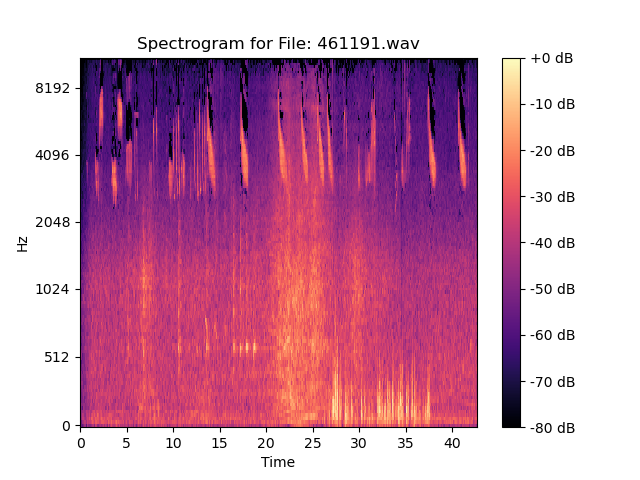 Spectrogram for File: 461191.wav
Hz
8192
4096
2048
1024
512
0
0 5 10 15 20 25 30 35 40
Time
+0 dB
-10 dB
-20 dB
-30 dB
-40 dB
-50 dB
-60 dB
-70 dB
-80 dB